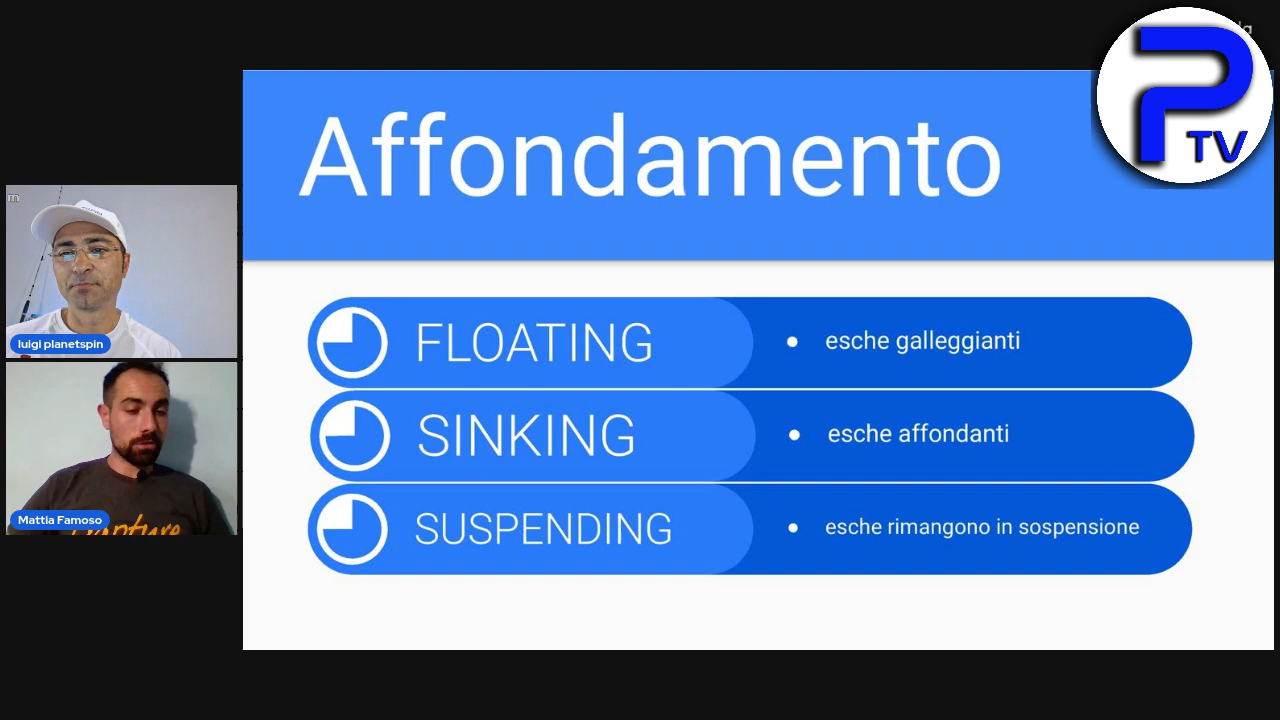 Affondamento
TV
FLOATING
• esche galleggianti
SINKING
• esche affondanti
SUSPENDING
• esche rimangono in sospensione
m
luigi planetspin
Mattia Famoso